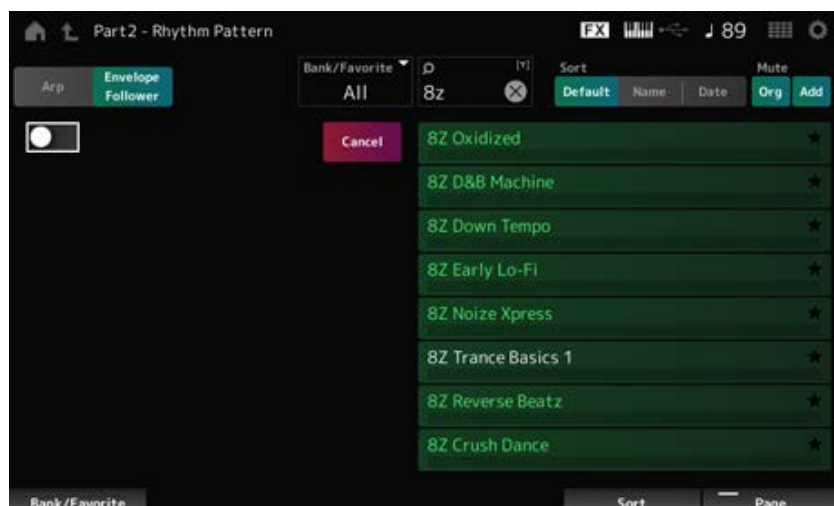 Part2 - Rhythm Pattern
FX
♩ 89
Arp
Envelope
Follower
Bank/Favorite
All
[Y]
8z
Sort
Default
Name
Date
Mute
Org
Add
Cancel
8Z Oxidized
8Z D&B Machine
8Z Down Tempo
8Z Early Lo-Fi
8Z Noize Xpress
8Z Trance Basics 1
8Z Reverse Beatz
8Z Crush Dance
Bank/Favorite
Sort
Page